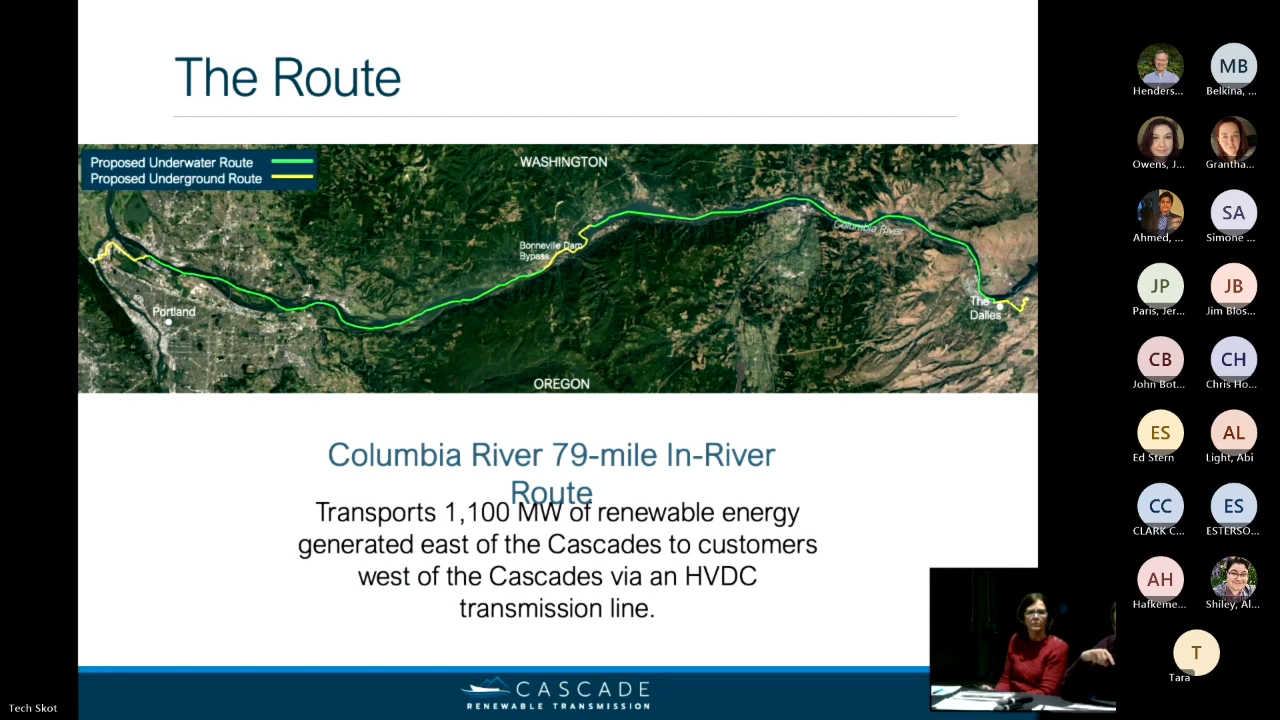 The Route
Proposed Underwater Route
Proposed Underground Route
WASHINGTON
Bonneville Dam
Bypass
Columbia River
Portland
The
Dalles
OREGON
Columbia River 79-mile In-River
Route
Transports 1,100 MW of renewable energy
generated east of the Cascades to customers
west of the Cascades via an HVDC
transmission line.
CASCADE
RENEWABLE TRANSMISSION
Tech Skot
Henders...
MB
Belkina, ...
Owens, J...
Grantha...
Ahmed, ...
SA
Simone ...
JP
Paris, Jer...
JB
Jim Blos...
CB
John Bot...
CH
Chris Ho...
ES
Ed Stern
AL
Light, Abi
CC
CLARK C...
ES
ESTERSO...
AH
Hafkeme...
Shiley, Al...
T
Tara